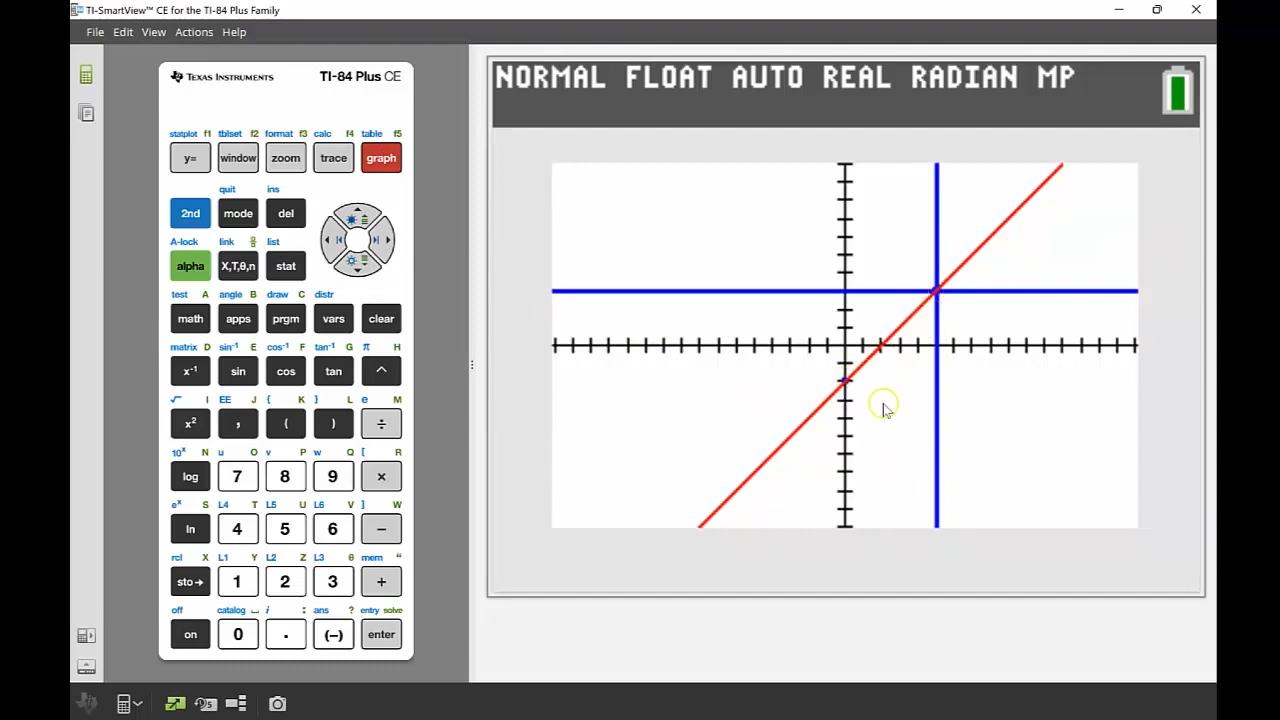 TI-SmartView™ CE for the TI-84 Plus Family
File Edit View Actions Help
TEXAS INSTRUMENTS TI-84 Plus CE
NORMAL FLOAT AUTO REAL RADIAN MP
statplot f1 tblset f2 format f3 calc f4 table f5
y= window zoom trace graph
quit ins
2nd mode del
A-lock link list
alpha X,T,θ,n stat
test A angle B draw C distr
math apps prgm vars clear
matrix D sin⁻¹ E cos⁻¹ F tan⁻¹ G π H
x⁻¹ sin cos tan ^
√ I EE J { K } L e M
x² , ( ) ÷
10ˣ N u O v P w Q [ R
log 7 8 9 ×
eˣ S L4 T L5 U L6 V ] W
ln 4 5 6 −
rcl X L1 Y L2 Z L3 θ mem “
sto→ 1 2 3 +
off catalog i : ans ? entry solve
on 0 . (−) enter